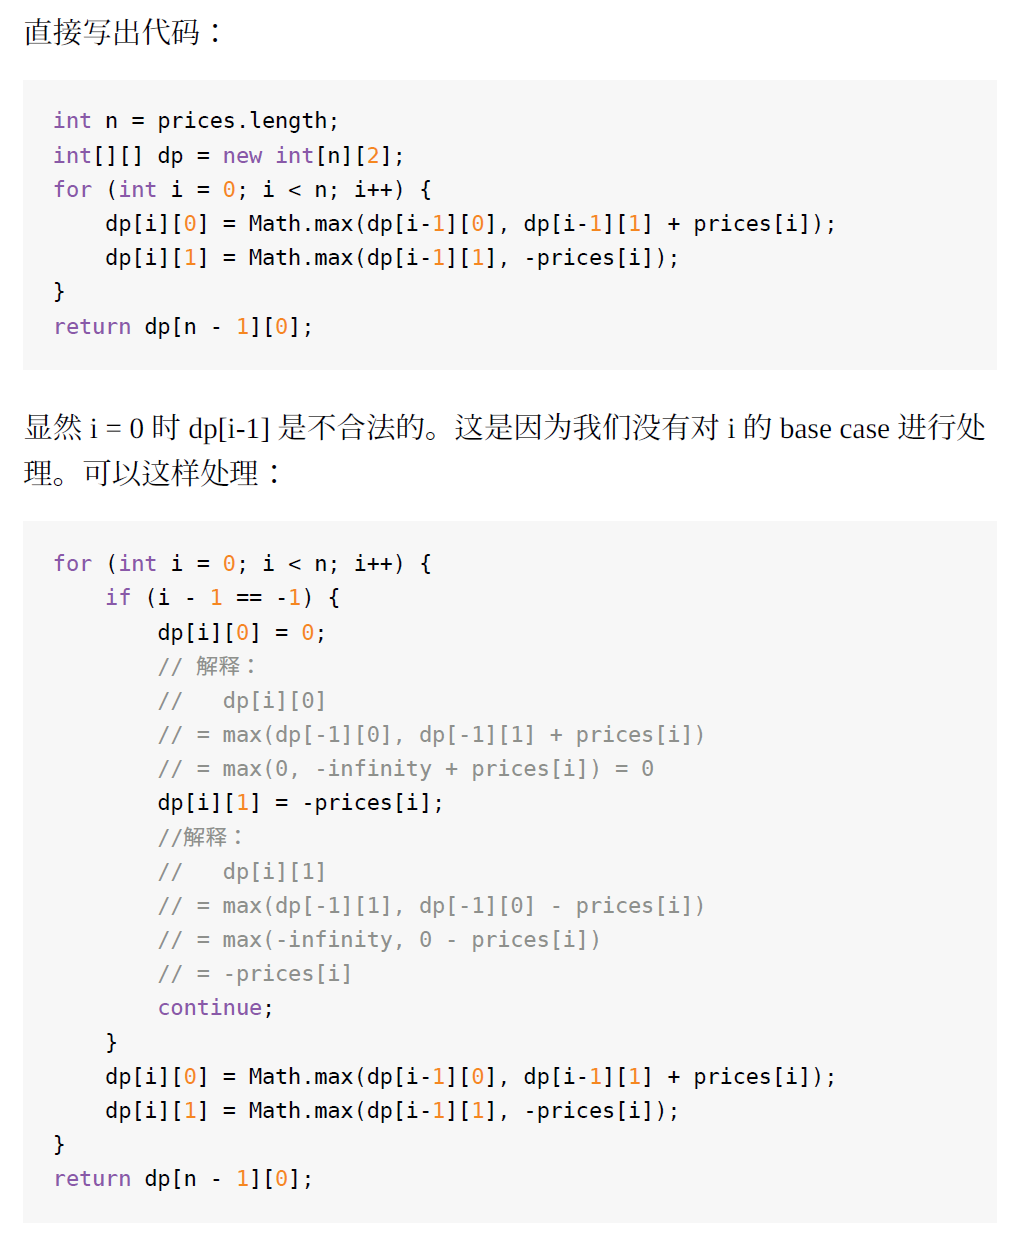 直接写出代码：
int n = prices.length;
int[][] dp = new int[n][2];
for (int i = 0; i < n; i++) {
    dp[i][0] = Math.max(dp[i-1][0], dp[i-1][1] + prices[i]);
    dp[i][1] = Math.max(dp[i-1][1], -prices[i]);
}
return dp[n - 1][0];
显然 i = 0 时 dp[i-1] 是不合法的。这是因为我们没有对 i 的 base case 进行处
理。可以这样处理：
for (int i = 0; i < n; i++) {
    if (i - 1 == -1) {
        dp[i][0] = 0;
        // 解释：
        //   dp[i][0]
        // = max(dp[-1][0], dp[-1][1] + prices[i])
        // = max(0, -infinity + prices[i]) = 0
        dp[i][1] = -prices[i];
        //解释：
        //   dp[i][1]
        // = max(dp[-1][1], dp[-1][0] - prices[i])
        // = max(-infinity, 0 - prices[i])
        // = -prices[i]
        continue;
    }
    dp[i][0] = Math.max(dp[i-1][0], dp[i-1][1] + prices[i]);
    dp[i][1] = Math.max(dp[i-1][1], -prices[i]);
}
return dp[n - 1][0];